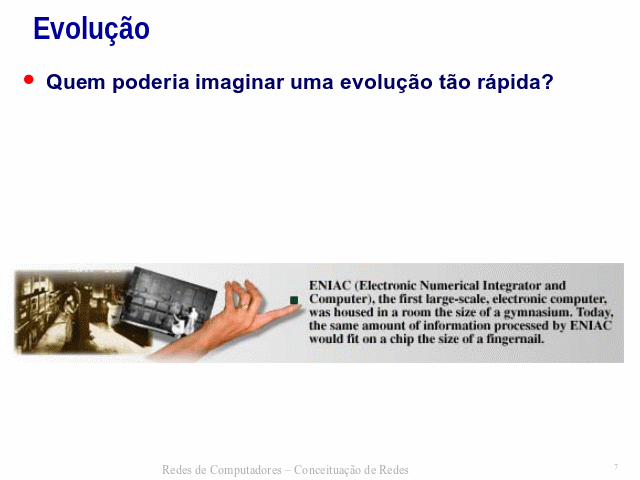 Evolução
Quem poderia imaginar uma evolução tão rápida?
ENIAC (Electronic Numerical Integrator and
Computer), the first large-scale, electronic computer,
was housed in a room the size of a gymnasium. Today,
the same amount of information processed by ENIAC
would fit on a chip the size of a fingernail.
Redes de Computadores – Conceituação de Redes
7